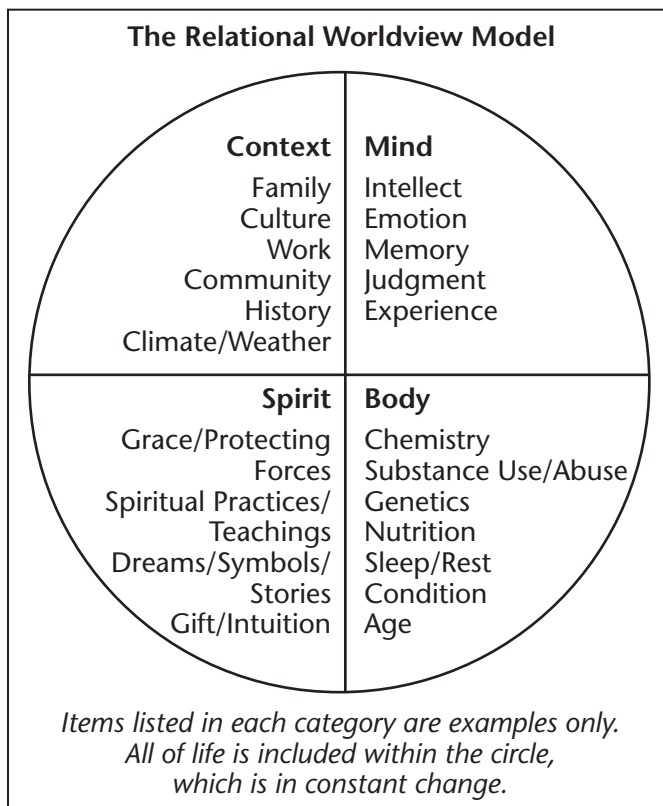 The Relational Worldview Model
Context
Family
Culture
Work
Community
History
Climate/Weather
Mind
Intellect
Emotion
Memory
Judgment
Experience
Spirit
Grace/Protecting
Forces
Spiritual Practices/
Teachings
Dreams/Symbols/
Stories
Gift/Intuition
Body
Chemistry
Substance Use/Abuse
Genetics
Nutrition
Sleep/Rest
Condition
Age
Items listed in each category are examples only.
All of life is included within the circle,
which is in constant change.